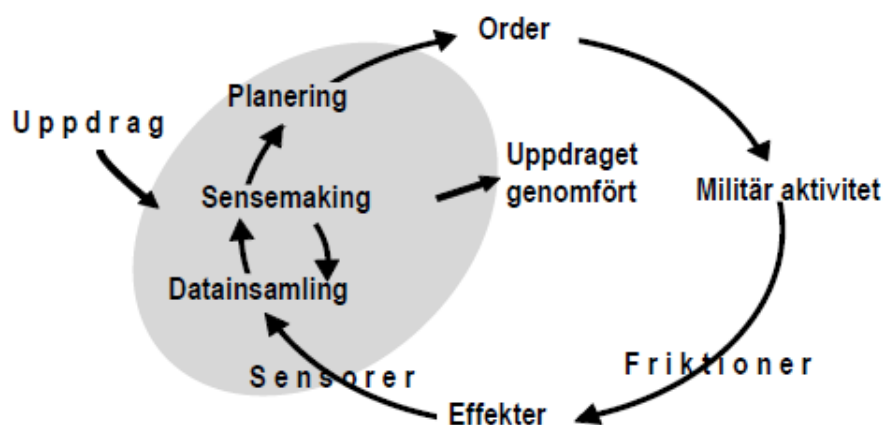 Order
Planering
Uppdrag
Uppdraget
genomfört
Sensemaking
Militär aktivitet
Datainsamling
Friktioner
Sensorer
Effekter